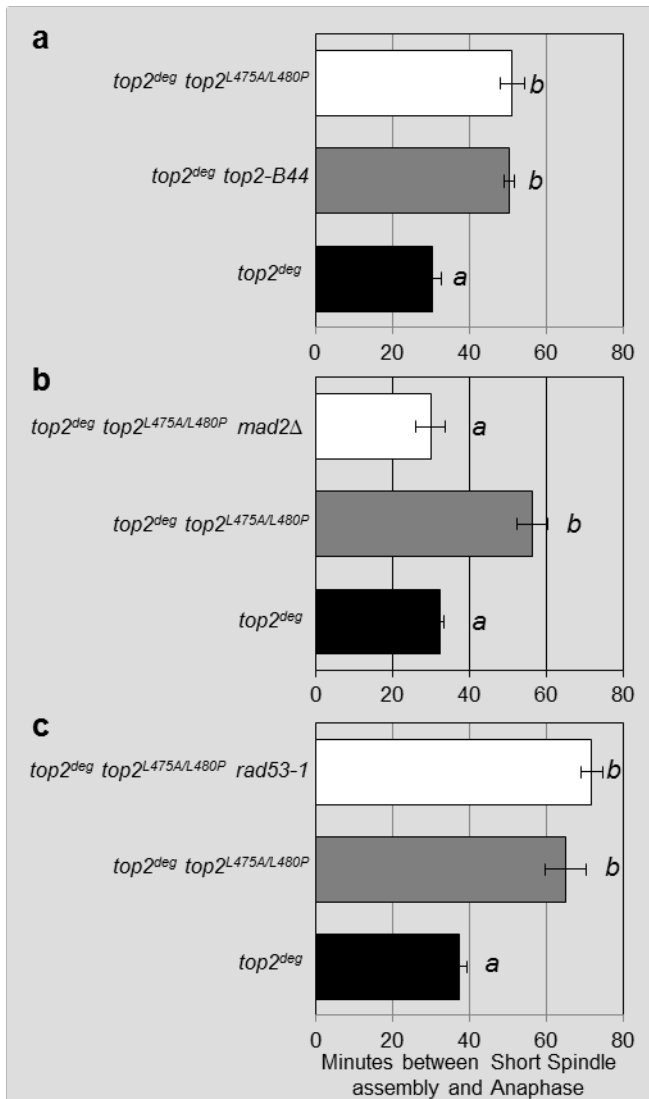 a
top2deg top2L475A/L480P
b
top2deg top2-B44
b
top2deg
a
0 20 40 60 80
b
top2deg top2L475A/L480P mad2Δ
a
top2deg top2L475A/L480P
b
top2deg
a
0 20 40 60 80
c
top2deg top2L475A/L480P rad53-1
b
top2deg top2L475A/L480P
b
top2deg
a
0 20 40 60 80
Minutes between Short Spindle
assembly and Anaphase